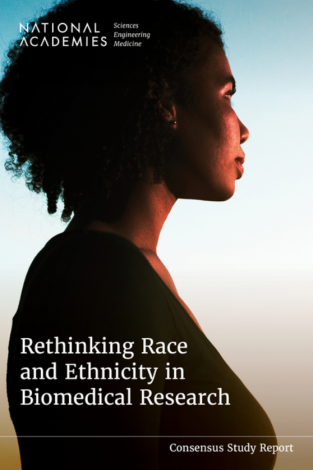 NATIONAL
ACADEMIES
Sciences
Engineering
Medicine
Rethinking Race
and Ethnicity in
Biomedical Research
Consensus Study Report